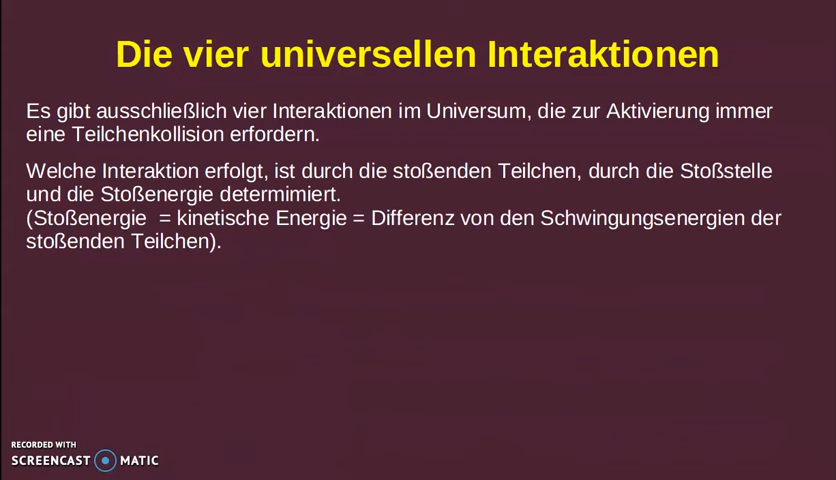 Die vier universellen Interaktionen
Es gibt ausschließlich vier Interaktionen im Universum, die zur Aktivierung immer
eine Teilchenkollision erfordern.
Welche Interaktion erfolgt, ist durch die stoßenden Teilchen, durch die Stoßstelle
und die Stoßenergie determimiert.
(Stoßenergie = kinetische Energie = Differenz von den Schwingungsenergien der
stoßenden Teilchen).
RECORDED WITH
SCREENCAST MATIC